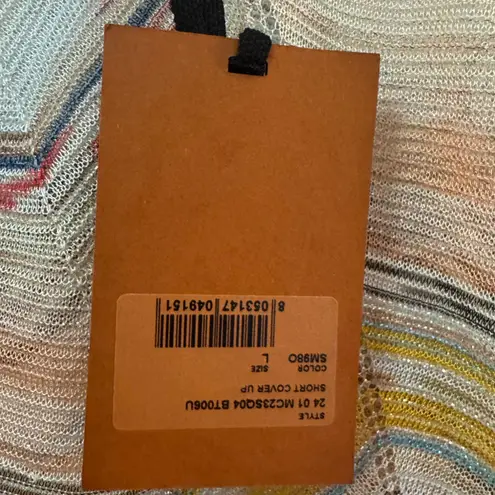 STYLE
24 01 MC23SQ04 BT006U
SHORT COVER UP
COLOR SIZE
SM98O L
8 053147 049151